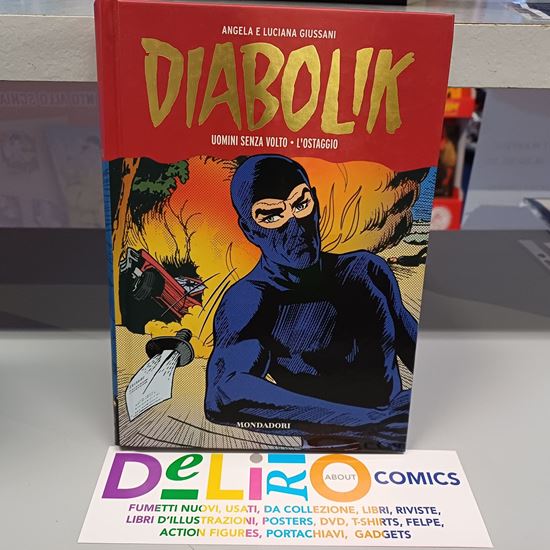 ANGELA E LUCIANA GIUSSANI
DIABOLIK
UOMINI SENZA VOLTO • L'OSTAGGIO
MONDADORI
DeLiRiO ABOUT COMICS
FUMETTI NUOVI, USATI, DA COLLEZIONE, LIBRI, RIVISTE,
LIBRI D'ILLUSTRAZIONI, POSTERS, DVD, T-SHIRTS, FELPE,
ACTION FIGURES, PORTACHIAVI, GADGETS